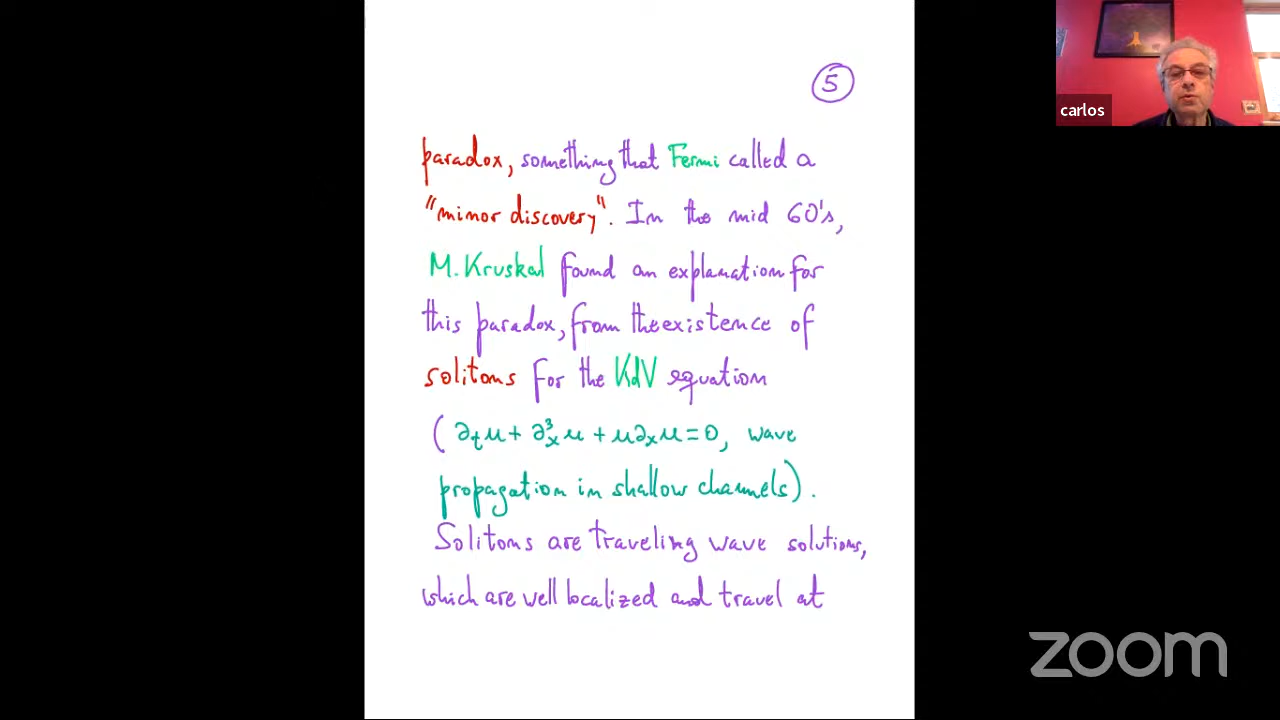 5
paradox, something that Fermi called a
"minor discovery". In the mid 60's,
M. Kruskal found an explanation for
this paradox, from the existence of
solitons for the KdV equation
(∂ₜu + ∂³ₓu + u∂ₓu = 0, wave
propagation in shallow channels).
Solitons are traveling wave solutions,
which are well localized and travel at
carlos
zoom